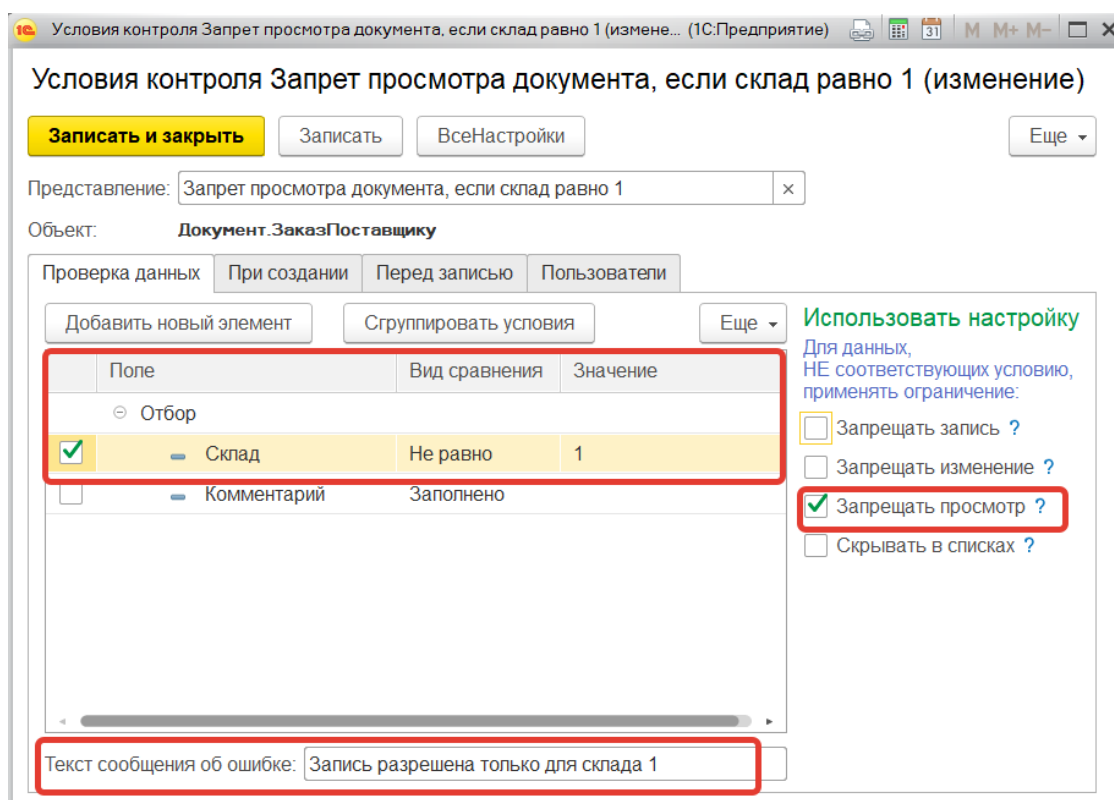 1С Условия контроля Запрет просмотра документа, если склад равно 1 (измене... (1С:Предприятие) 31 M M+ M-
Условия контроля Запрет просмотра документа, если склад равно 1 (изменение)
Записать и закрыть Записать ВсеНастройки Еще
Представление: Запрет просмотра документа, если склад равно 1 ×
Объект: Документ.ЗаказПоставщику
Проверка данных При создании Перед записью Пользователи
Добавить новый элемент Сгруппировать условия Еще
Поле Вид сравнения Значение
Отбор
Склад Не равно 1
Комментарий Заполнено
Использовать настройку
Для данных,
НЕ соответствующих условию,
применять ограничение:
Запрещать запись ?
Запрещать изменение ?
Запрещать просмотр ?
Скрывать в списках ?
Текст сообщения об ошибке: Запись разрешена только для склада 1